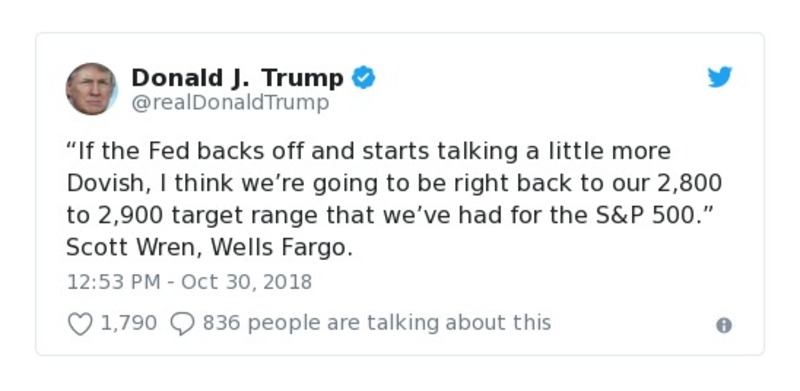 Donald J. Trump
@realDonaldTrump
“If the Fed backs off and starts talking a little more
Dovish, I think we’re going to be right back to our 2,800
to 2,900 target range that we’ve had for the S&P 500.”
Scott Wren, Wells Fargo.
12:53 PM - Oct 30, 2018
1,790 836 people are talking about this